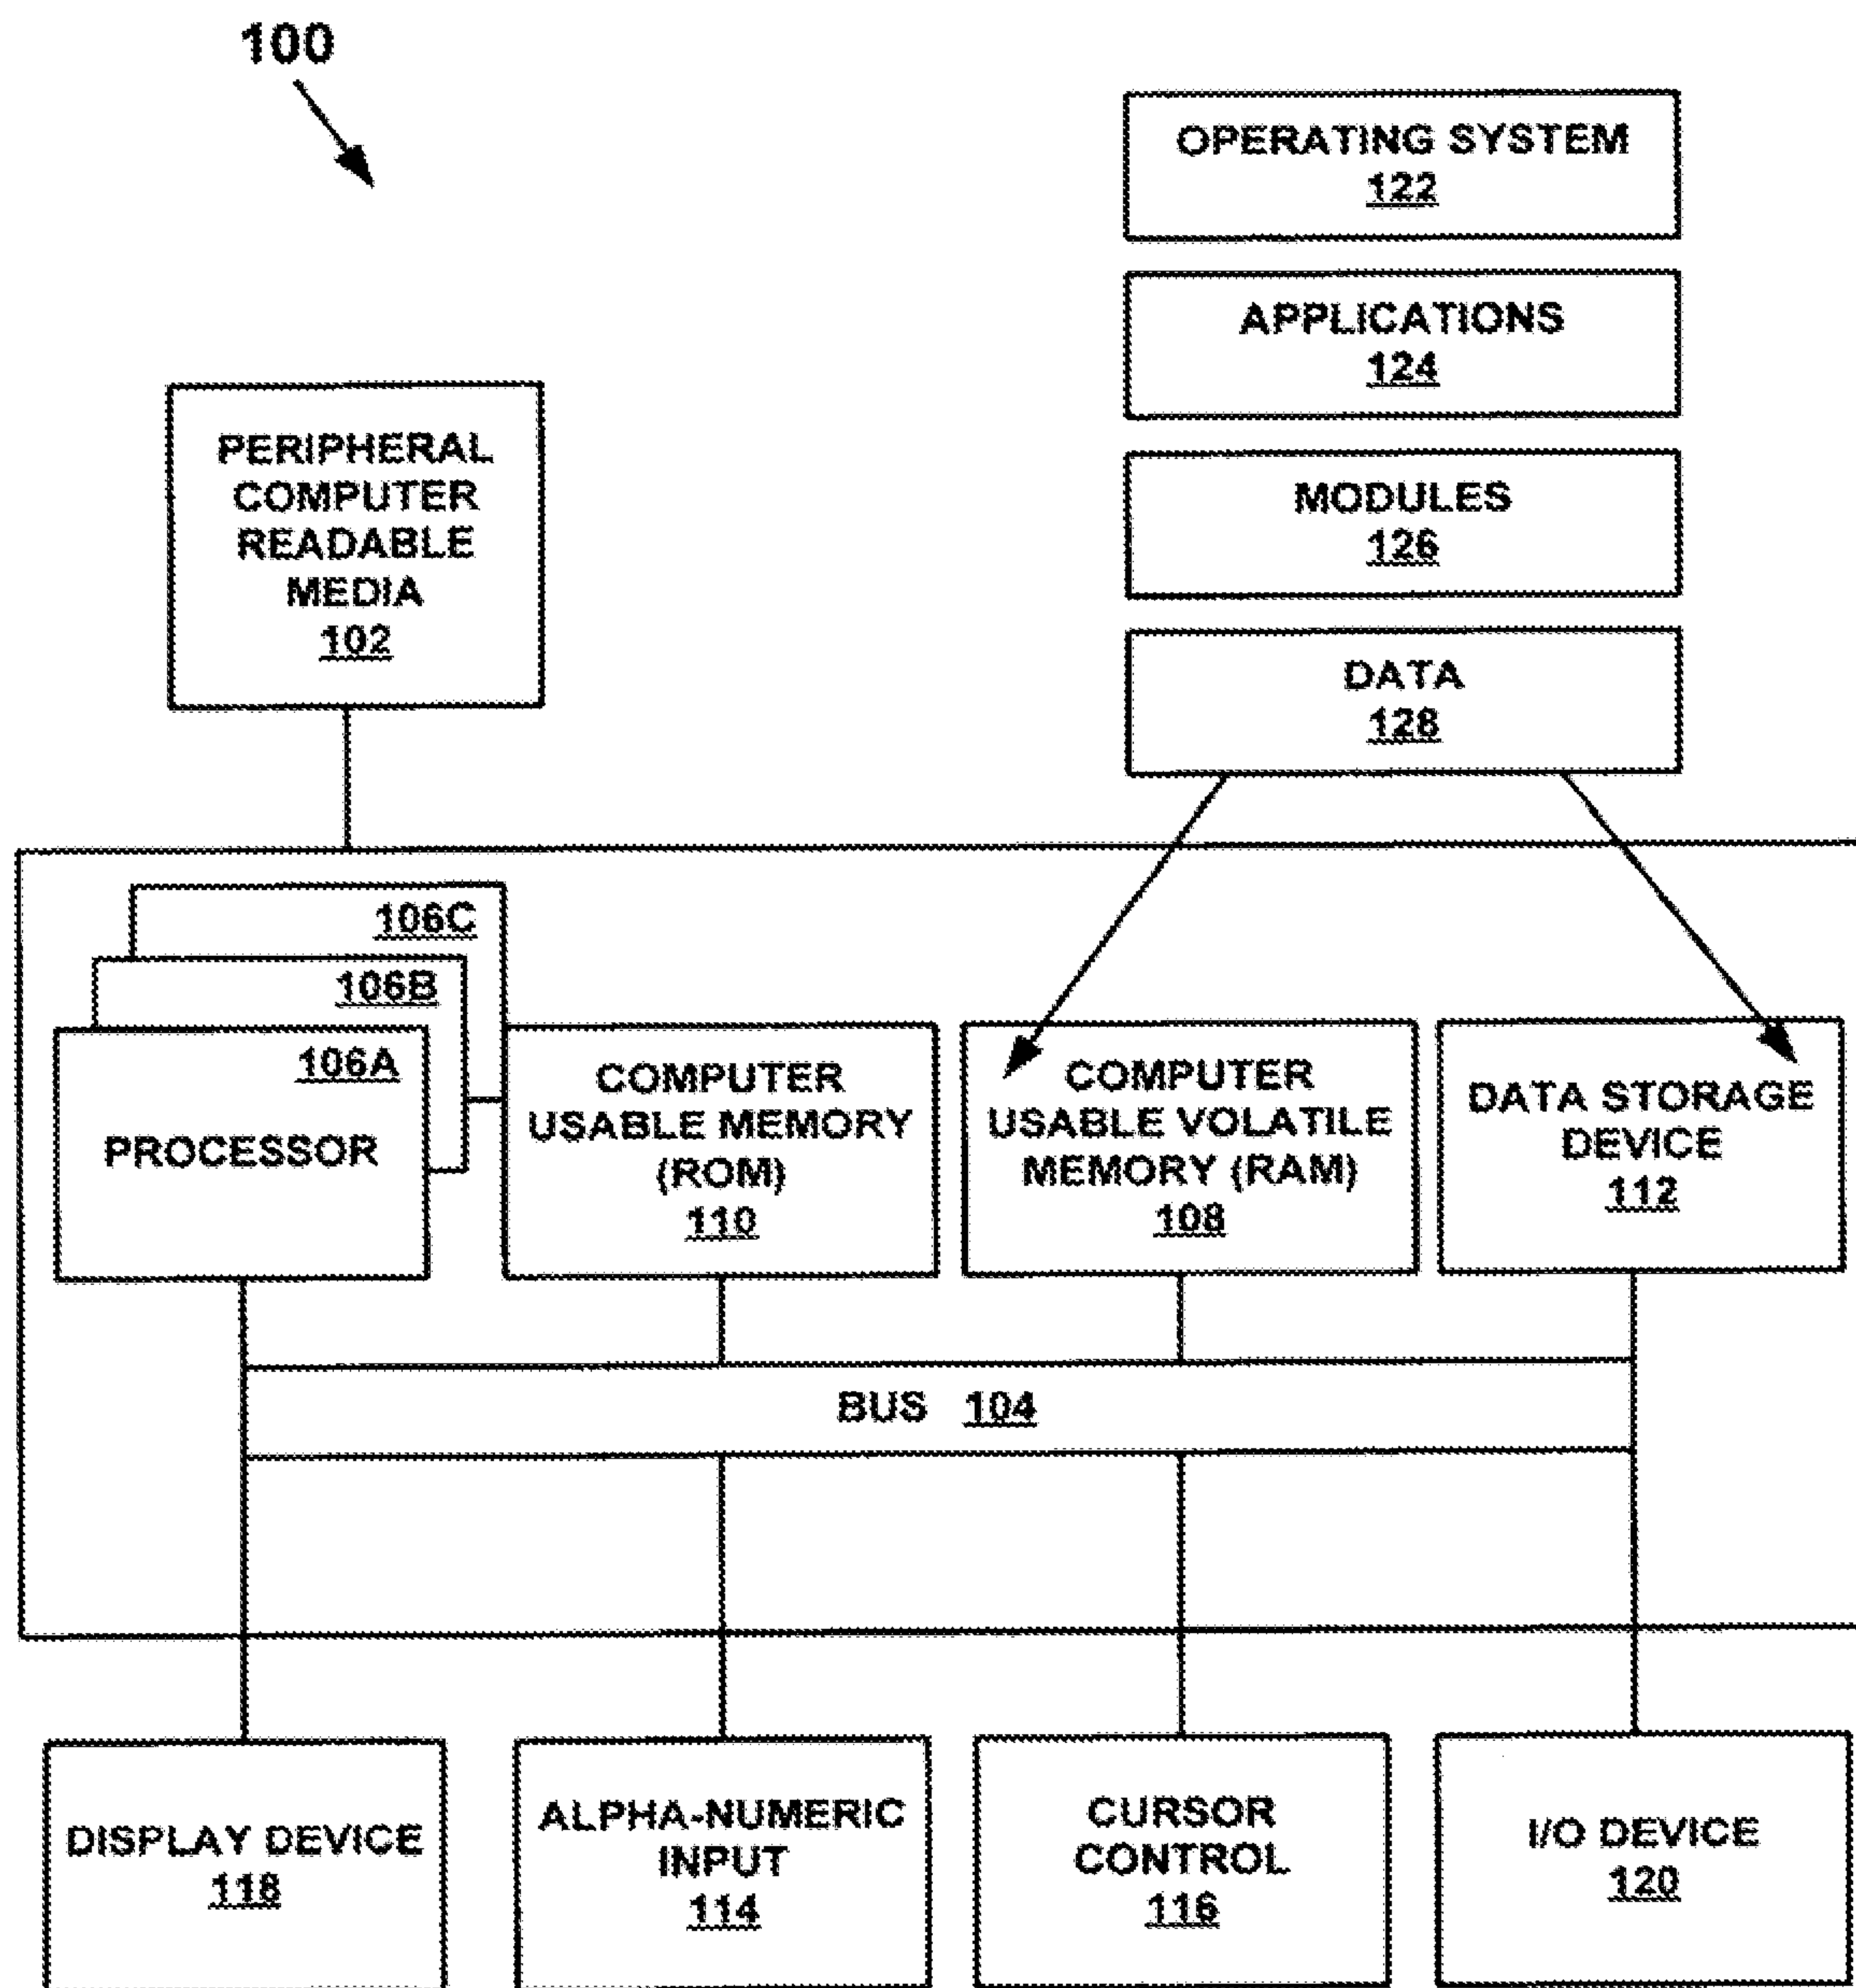 100
OPERATING SYSTEM
122
APPLICATIONS
124
MODULES
126
DATA
128
PERIPHERAL
COMPUTER
READABLE
MEDIA
102
106C
106B
106A
PROCESSOR
COMPUTER
USABLE MEMORY
(ROM)
110
COMPUTER
USABLE VOLATILE
MEMORY (RAM)
108
DATA STORAGE
DEVICE
112
BUS 104
DISPLAY DEVICE
118
ALPHA-NUMERIC
INPUT
114
CURSOR
CONTROL
116
I/O DEVICE
120